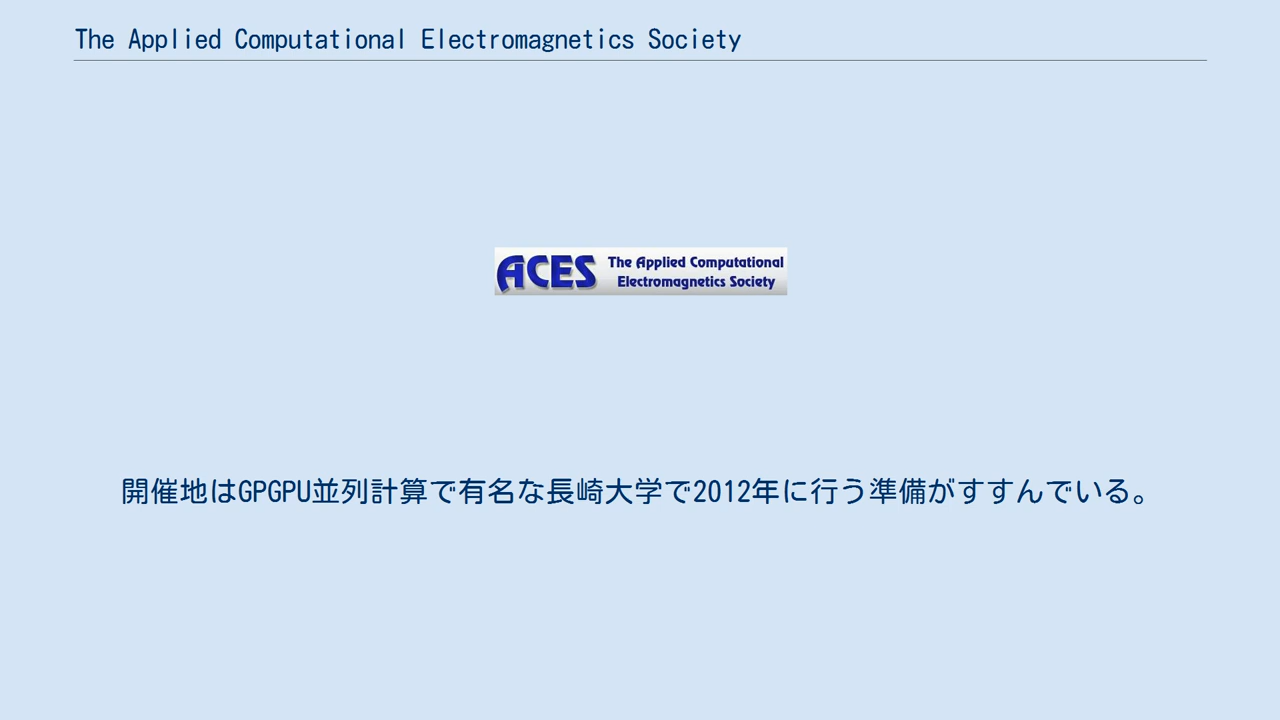 The Applied Computational Electromagnetics Society
ACES The Applied Computational
Electromagnetics Society
開催地はGPGPU並列計算で有名な長崎大学で2012年に行う準備がすすんでいる。